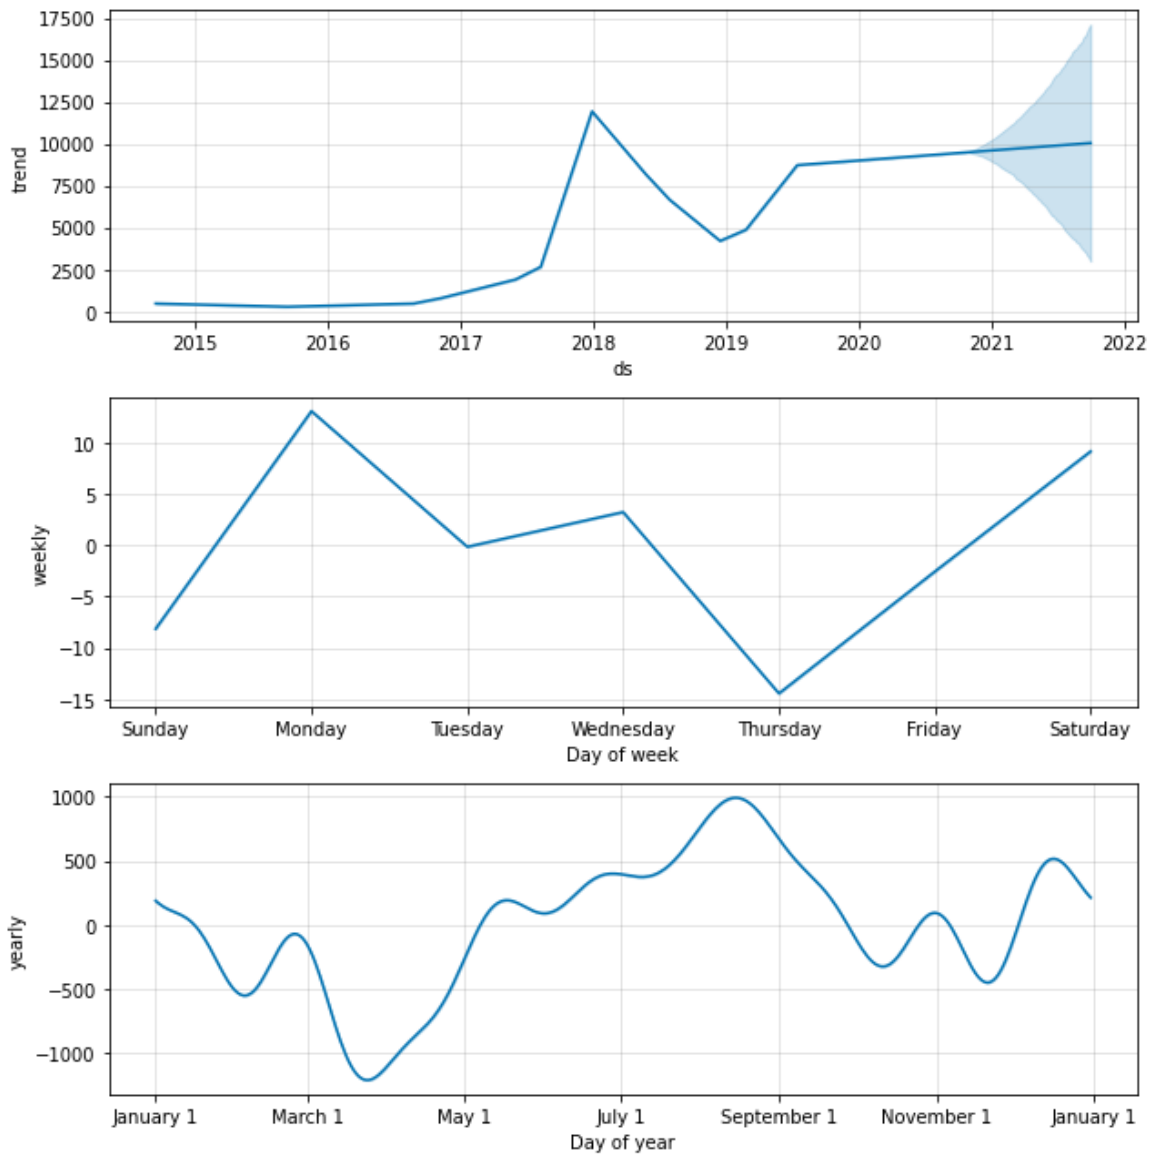 17500
15000
12500
10000
7500
5000
2500
0
trend
2015 2016 2017 2018 2019 2020 2021 2022
ds
10
5
0
−5
−10
−15
weekly
Sunday Monday Tuesday Wednesday Thursday Friday Saturday
Day of week
1000
500
0
−500
−1000
yearly
January 1 March 1 May 1 July 1 September 1 November 1 January 1
Day of year